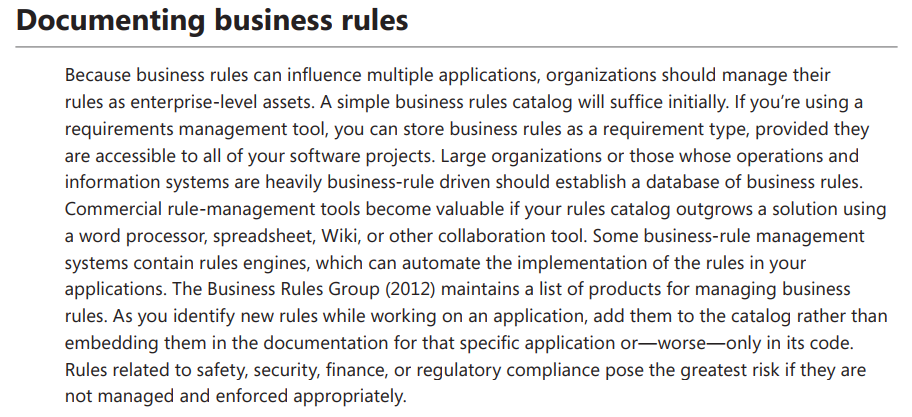 Documenting business rules
Because business rules can influence multiple applications, organizations should manage their
rules as enterprise-level assets. A simple business rules catalog will suffice initially. If you’re using a
requirements management tool, you can store business rules as a requirement type, provided they
are accessible to all of your software projects. Large organizations or those whose operations and
information systems are heavily business-rule driven should establish a database of business rules.
Commercial rule-management tools become valuable if your rules catalog outgrows a solution using
a word processor, spreadsheet, Wiki, or other collaboration tool. Some business-rule management
systems contain rules engines, which can automate the implementation of the rules in your
applications. The Business Rules Group (2012) maintains a list of products for managing business
rules. As you identify new rules while working on an application, add them to the catalog rather than
embedding them in the documentation for that specific application or—worse—only in its code.
Rules related to safety, security, finance, or regulatory compliance pose the greatest risk if they are
not managed and enforced appropriately.